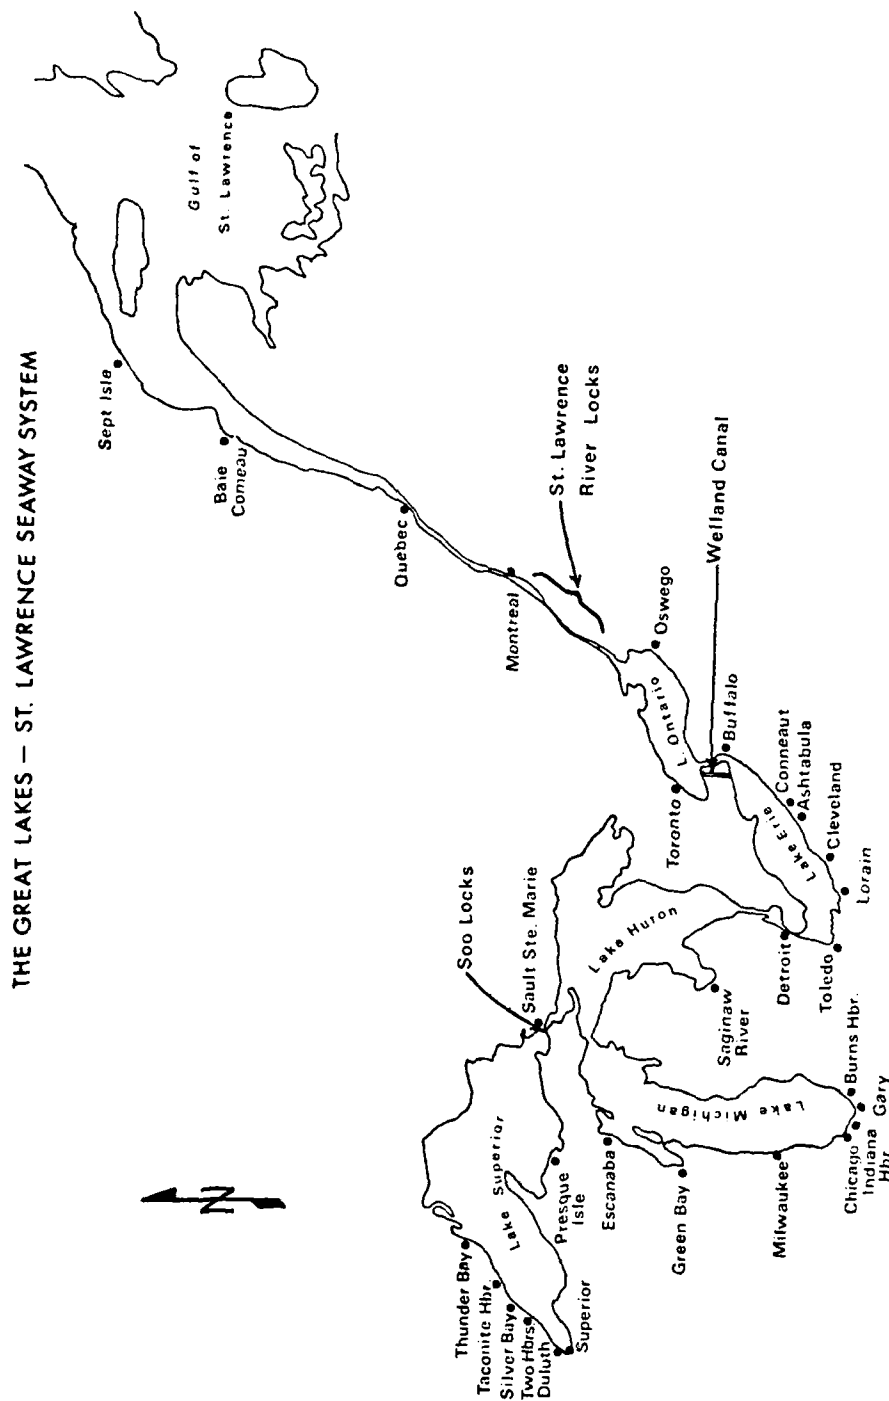 THE GREAT LAKES — ST. LAWRENCE SEAWAY SYSTEM
N
Gulf of
St. Lawrence
Sept Isle
Baie
Comeau
Quebec
Montreal
St. Lawrence
River Locks
Oswego
L. Ontario
Toronto
Welland Canal
Buffalo
Conneaut
Ashtabula
Cleveland
Lorain
Lake Erie
Toledo
Detroit
Lake Huron
Saginaw
River
Soo Locks
Sault Ste. Marie
Lake Michigan
Burns Hbr.
Gary
Indiana
Hbr.
Chicago
Milwaukee
Green Bay
Escanaba
Presque
Isle
Lake Superior
Thunder Bay
Taconite Hbr.
Silver Bay
Two Hbrs.
Duluth
Superior